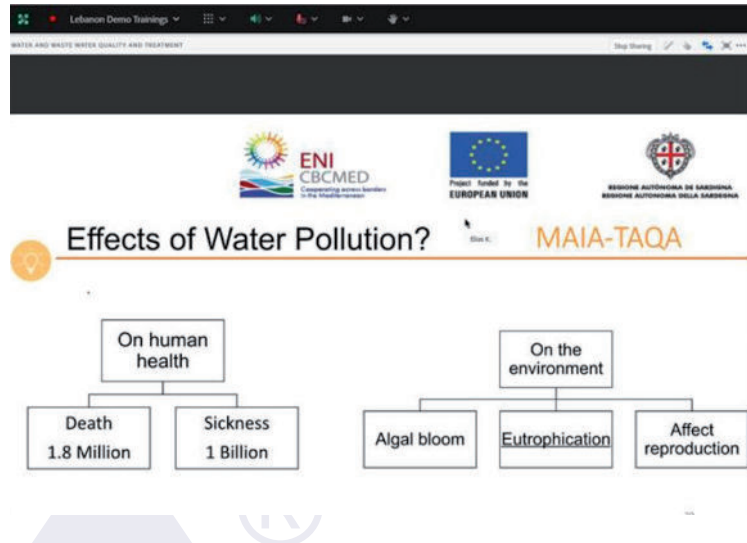 Lebanon Demo Trainings
WATER AND WASTE WATER QUALITY AND TREATMENT
Stop Sharing
ENI
CBCMED
Cooperating across borders
in the Mediterranean
Project funded by the
EUROPEAN UNION
REGIONE AUTÒNOMA DE SARDIGNA
REGIONE AUTONOMA DELLA SARDEGNA
Effects of Water Pollution?
Elias K.
MAIA-TAQA
On human
health
Death
1.8 Million
Sickness
1 Billion
On the
environment
Algal bloom
Eutrophication
Affect
reproduction
R